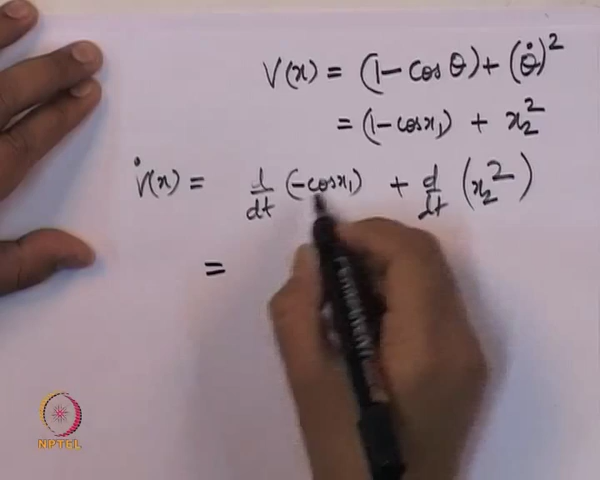 V(x) = (1 - cos θ) + (θ̇)²
= (1 - cos x₁) + x₂²
V̇(x) = d/dt (-cos x₁) + d/dt (x₂²)
=
NPTEL